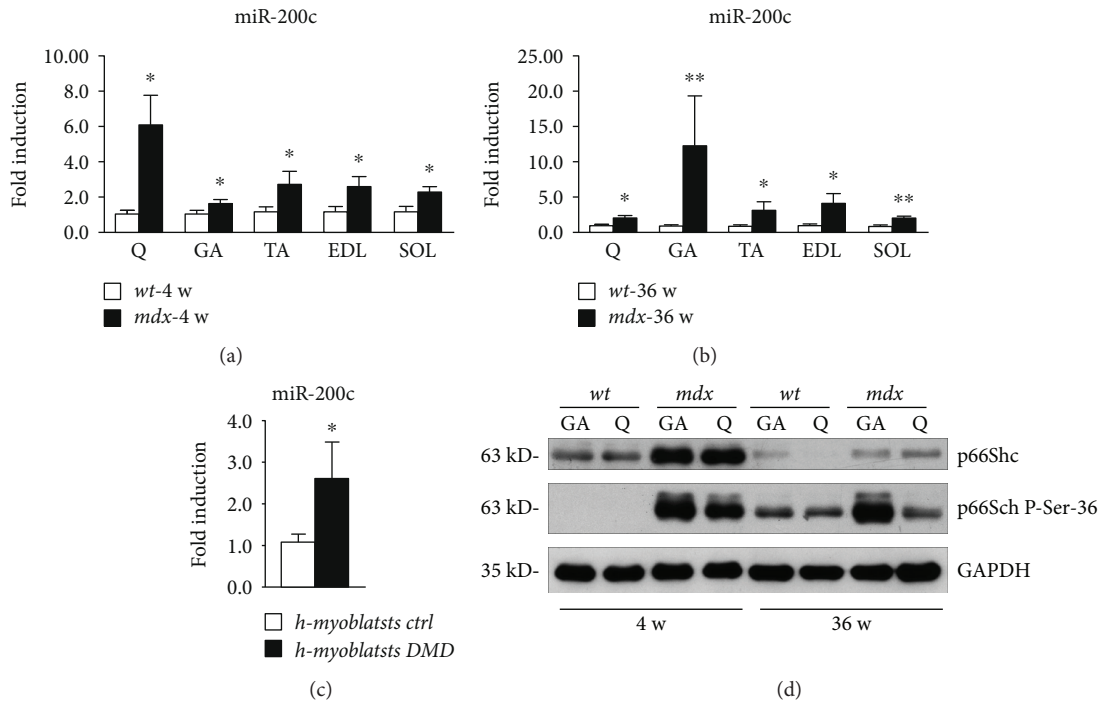 miR-200c
Fold induction
10.00
8.0
6.0
4.0
2.0
0.0
*
*
*
*
*
Q GA TA EDL SOL
wt-4 w
mdx-4 w
(a)
miR-200c
Fold induction
25.00
20.0
15.0
10.0
5.0
0.0
*
**
*
*
**
Q GA TA EDL SOL
wt-36 w
mdx-36 w
(b)
miR-200c
Fold induction
4.0
3.0
2.0
1.0
0.0
*
h-myoblatsts ctrl
h-myoblatsts DMD
(c)
wt mdx wt mdx
GA Q GA Q GA Q GA Q
63 kD- p66Shc
63 kD- p66Sch P-Ser-36
35 kD- GAPDH
4 w 36 w
(d)